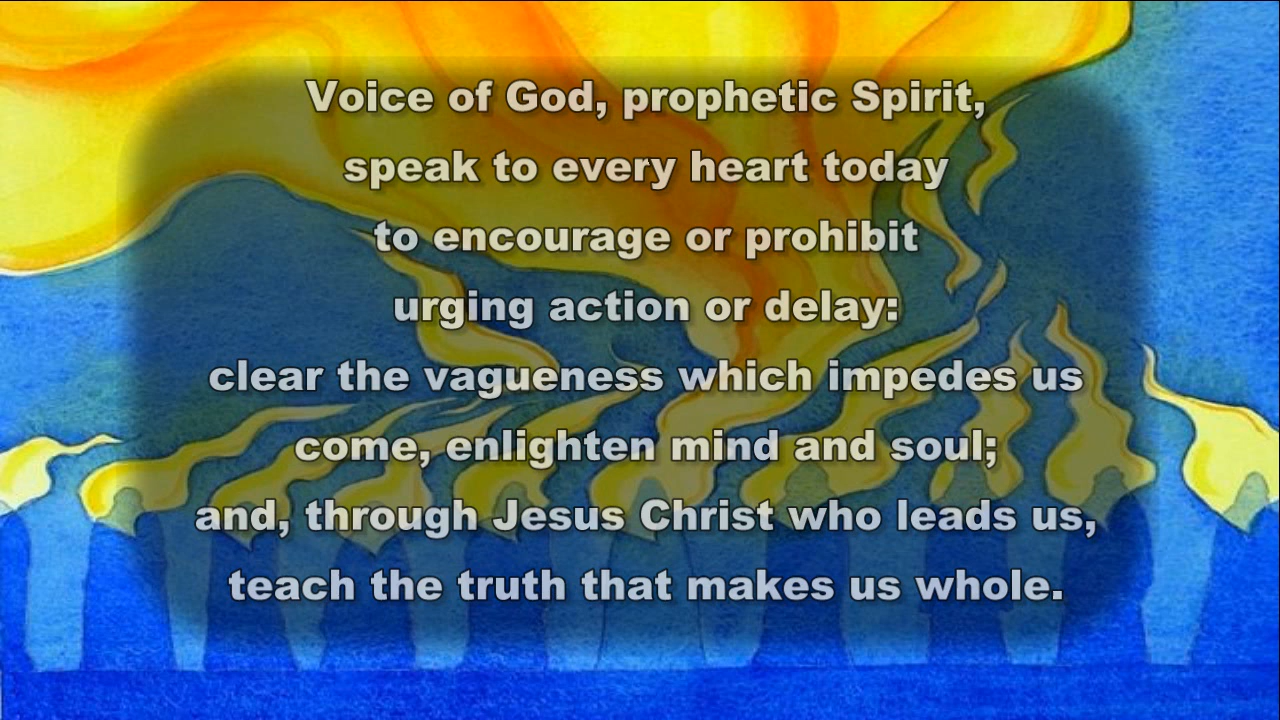 Voice of God, prophetic Spirit,
speak to every heart today
to encourage or prohibit
urging action or delay:
clear the vagueness which impedes us
come, enlighten mind and soul;
and, through Jesus Christ who leads us,
teach the truth that makes us whole.